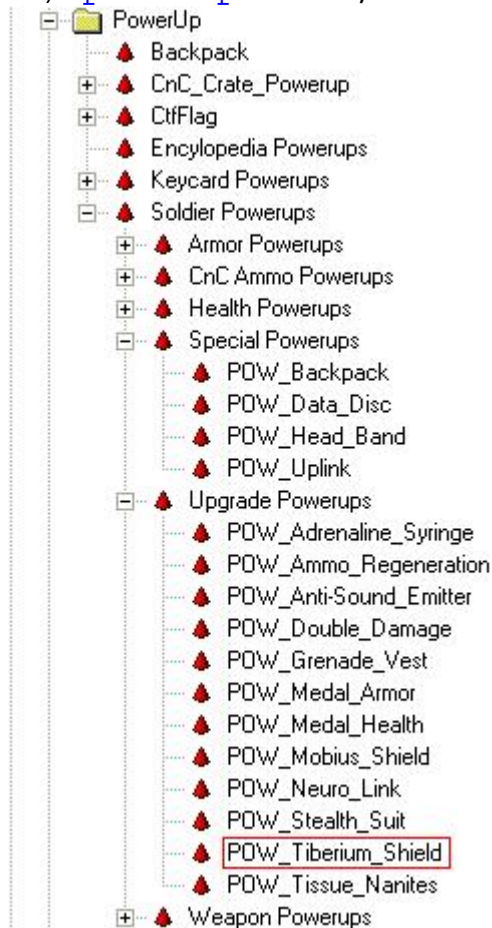 PowerUp
Backpack
CnC_Crate_Powerup
CtfFlag
Encylopedia Powerups
Keycard Powerups
Soldier Powerups
Armor Powerups
CnC Ammo Powerups
Health Powerups
Special Powerups
POW_Backpack
POW_Data_Disc
POW_Head_Band
POW_Uplink
Upgrade Powerups
POW_Adrenaline_Syringe
POW_Ammo_Regeneration
POW_Anti-Sound_Emitter
POW_Double_Damage
POW_Grenade_Vest
POW_Medal_Armor
POW_Medal_Health
POW_Mobius_Shield
POW_Neuro_Link
POW_Stealth_Suit
POW_Tiberium_Shield
POW_Tissue_Nanites
Weapon Powerups